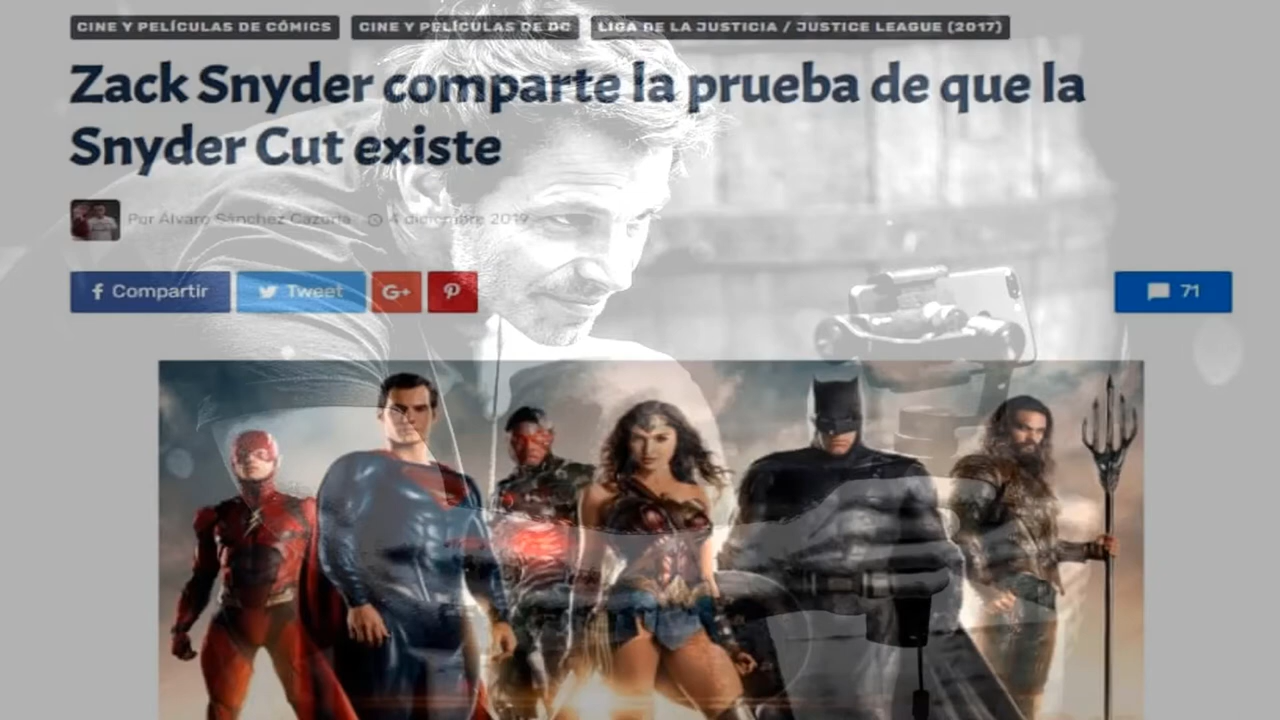 CINE Y PELÍCULAS DE CÓMICS CINE Y PELÍCULAS DE DC LIGA DE LA JUSTICIA / JUSTICE LEAGUE (2017)
Zack Snyder comparte la prueba de que la
Snyder Cut existe
Por Álvaro Sánchez Cazorla 4 diciembre 2019
f Compartir Tweet G+ 71